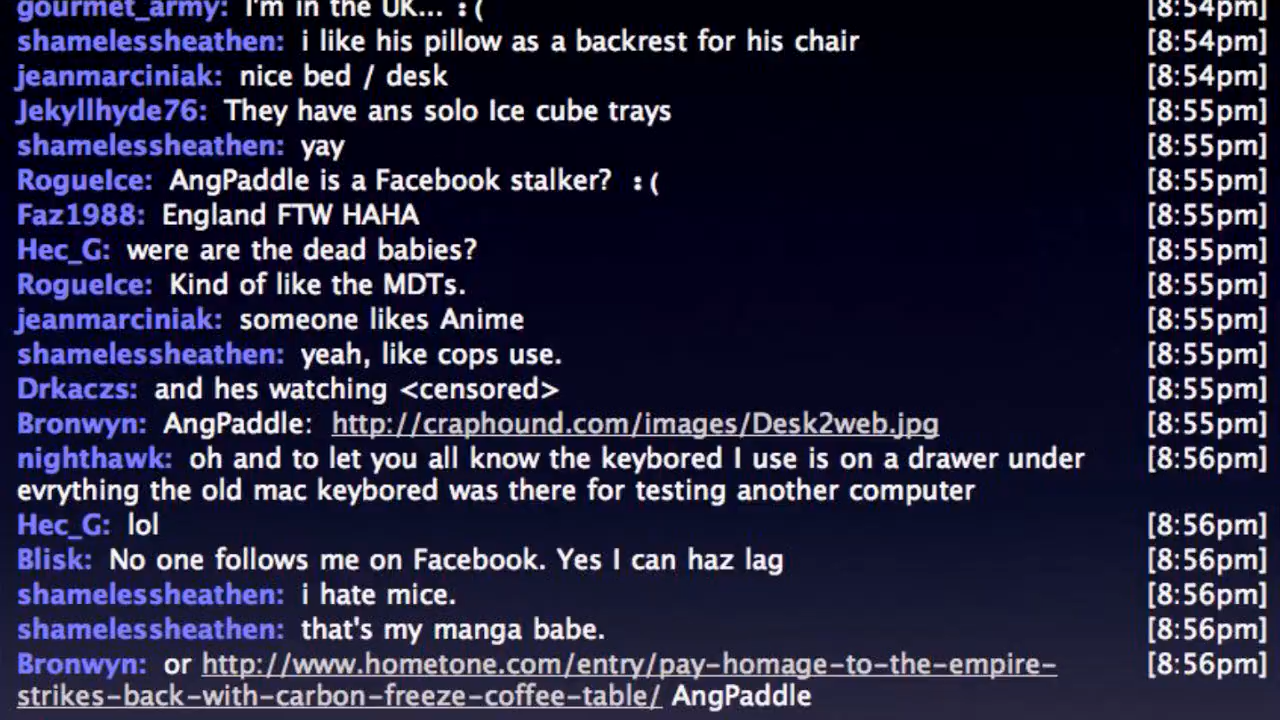 gourmet_army: I'm in the UK... :( [8:54pm]
shamelessheathen: i like his pillow as a backrest for his chair [8:54pm]
jeanmarciniak: nice bed / desk [8:54pm]
Jekyllhyde76: They have ans solo Ice cube trays [8:55pm]
shamelessheathen: yay [8:55pm]
RogueIce: AngPaddle is a Facebook stalker? :( [8:55pm]
Faz1988: England FTW HAHA [8:55pm]
Hec_G: were are the dead babies? [8:55pm]
RogueIce: Kind of like the MDTs. [8:55pm]
jeanmarciniak: someone likes Anime [8:55pm]
shamelessheathen: yeah, like cops use. [8:55pm]
Drkaczs: and hes watching <censored> [8:55pm]
Bronwyn: AngPaddle: http://craphound.com/images/Desk2web.jpg [8:55pm]
nighthawk: oh and to let you all know the keybored I use is on a drawer under [8:56pm]
evrything the old mac keybored was there for testing another computer
Hec_G: lol [8:56pm]
Blisk: No one follows me on Facebook. Yes I can haz lag [8:56pm]
shamelessheathen: i hate mice. [8:56pm]
shamelessheathen: that's my manga babe. [8:56pm]
Bronwyn: or http://www.hometone.com/entry/pay-homage-to-the-empire- [8:56pm]
strikes-back-with-carbon-freeze-coffee-table/ AngPaddle